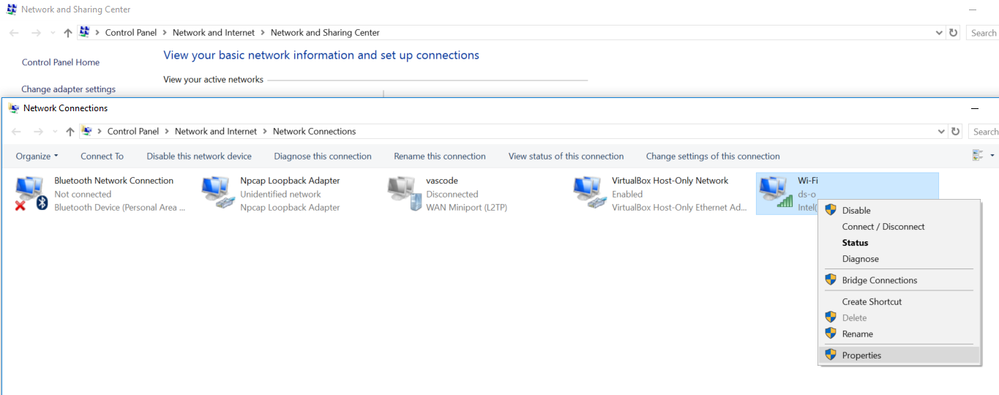 Network and Sharing Center
Control Panel > Network and Internet > Network and Sharing Center
Search
Control Panel Home
View your basic network information and set up connections
Change adapter settings
View your active networks
Network Connections
Control Panel > Network and Internet > Network Connections
Search
Organize Connect To Disable this network device Diagnose this connection Rename this connection View status of this connection Change settings of this connection
Bluetooth Network Connection
Not connected
Bluetooth Device (Personal Area ...
Npcap Loopback Adapter
Unidentified network
Npcap Loopback Adapter
vascode
Disconnected
WAN Miniport (L2TP)
VirtualBox Host-Only Network
Enabled
VirtualBox Host-Only Ethernet Ad...
Wi-Fi
ds-o
Intel(
Disable
Connect / Disconnect
Status
Diagnose
Bridge Connections
Create Shortcut
Delete
Rename
Properties